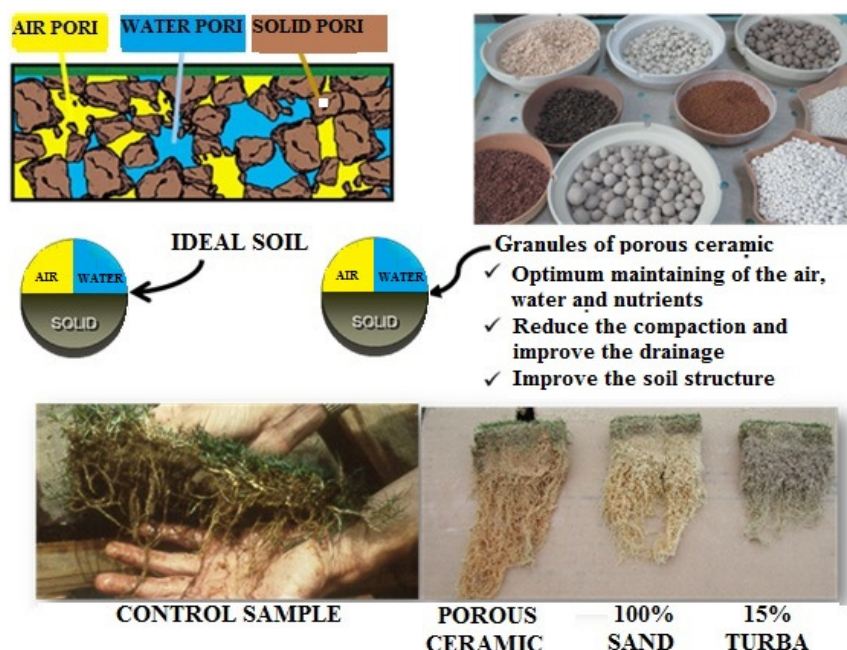 AIR PORI
WATER PORI
SOLID PORI
IDEAL SOIL
AIR
WATER
SOLID
AIR
WATER
SOLID
Granules of porous ceramic
✓ Optimum maintaining of the air,
water and nutrients
✓ Reduce the compaction and
improve the drainage
✓ Improve the soil structure
CONTROL SAMPLE
POROUS
CERAMIC
100%
SAND
15%
TURBA